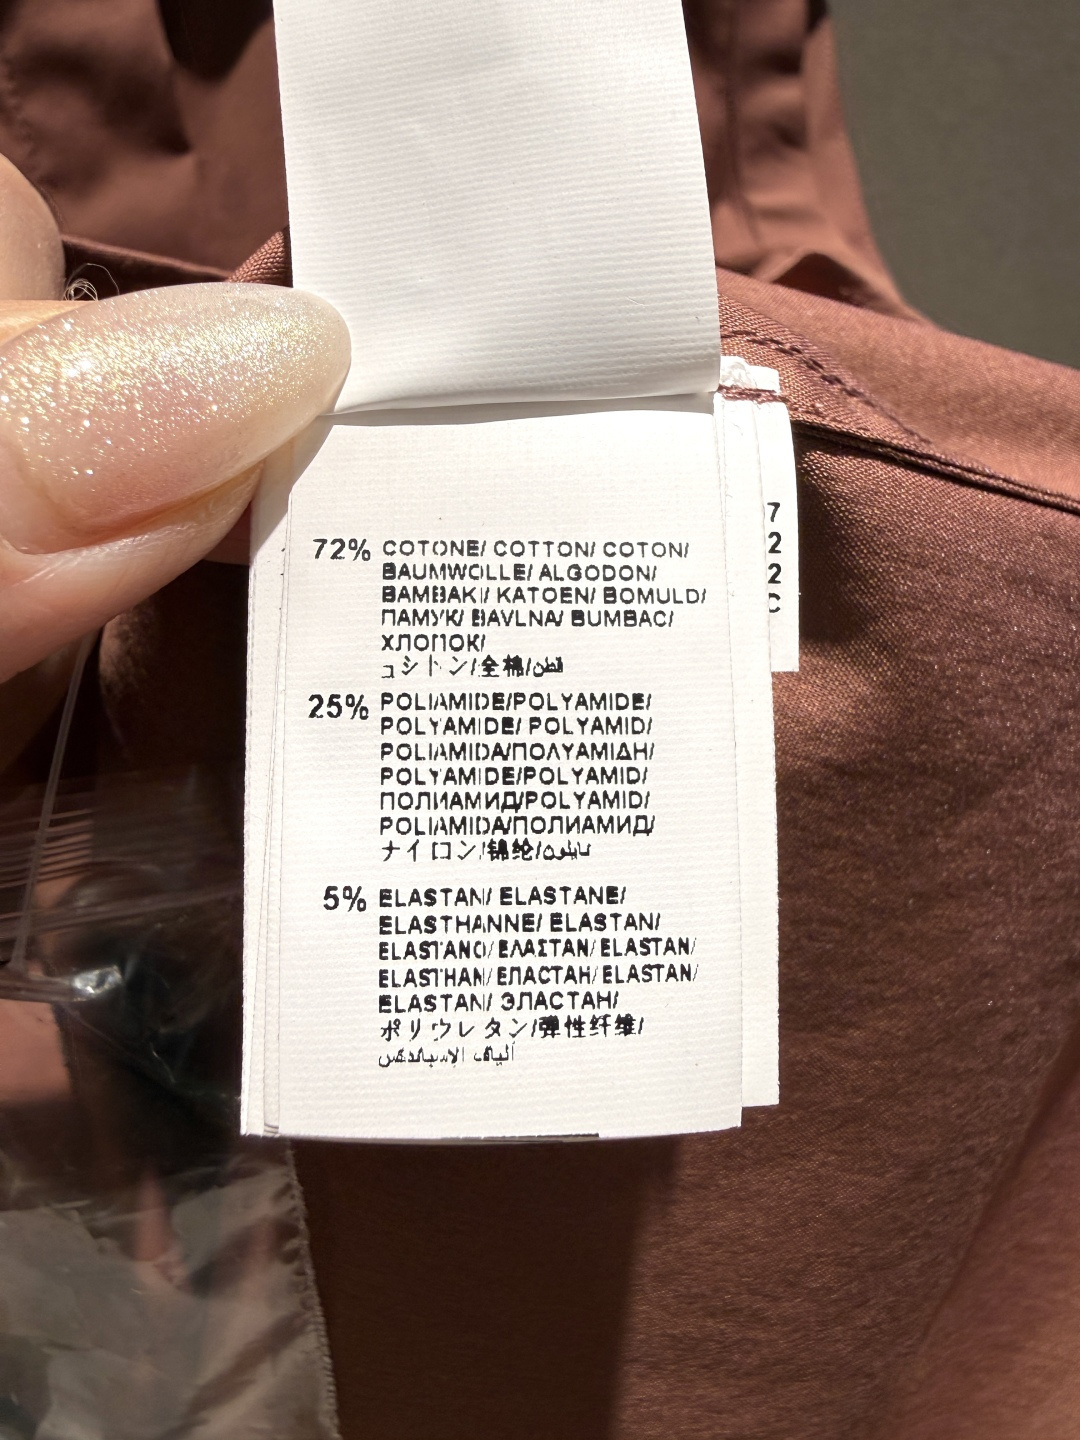 72% COTONE/ COTTON/ COTON/
BAUMWOLLE/ ALGODON/
BAMBAKI/ KATOEN/ BOMULD/
ПАМУК/ BAVLNA/ BUMBAC/
ХЛОПОК/
コットン/全棉/قطن
25% POLIAMIDE/POLYAMIDE/
POLYAMIDE/ POLYAMID/
POLIAMIDA/ΠΟΛΥΑΜΙΔΗ/
POLYAMIDE/POLYAMID/
ПОЛИАМИД/POLYAMID/
POLIAMIDA/ПОЛИАМИД/
ナイロン/锦纶/نايلون
5% ELASTAN/ ELASTANE/
ELASTHANNE/ ELASTAN/
ELASTANO/ ΕΛΑΣΤΑΝ/ ELASTAN/
ELASTHAN/ ЕПАСТАН/ ELASTAN/
ELASTAN/ ЭЛАСТАН/
ポリウレタン/弹性纤维/
ألياف الإسباندكس
7
2
2
C